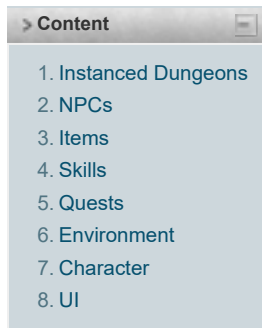 Content
1. Instanced Dungeons
2. NPCs
3. Items
4. Skills
5. Quests
6. Environment
7. Character
8. UI